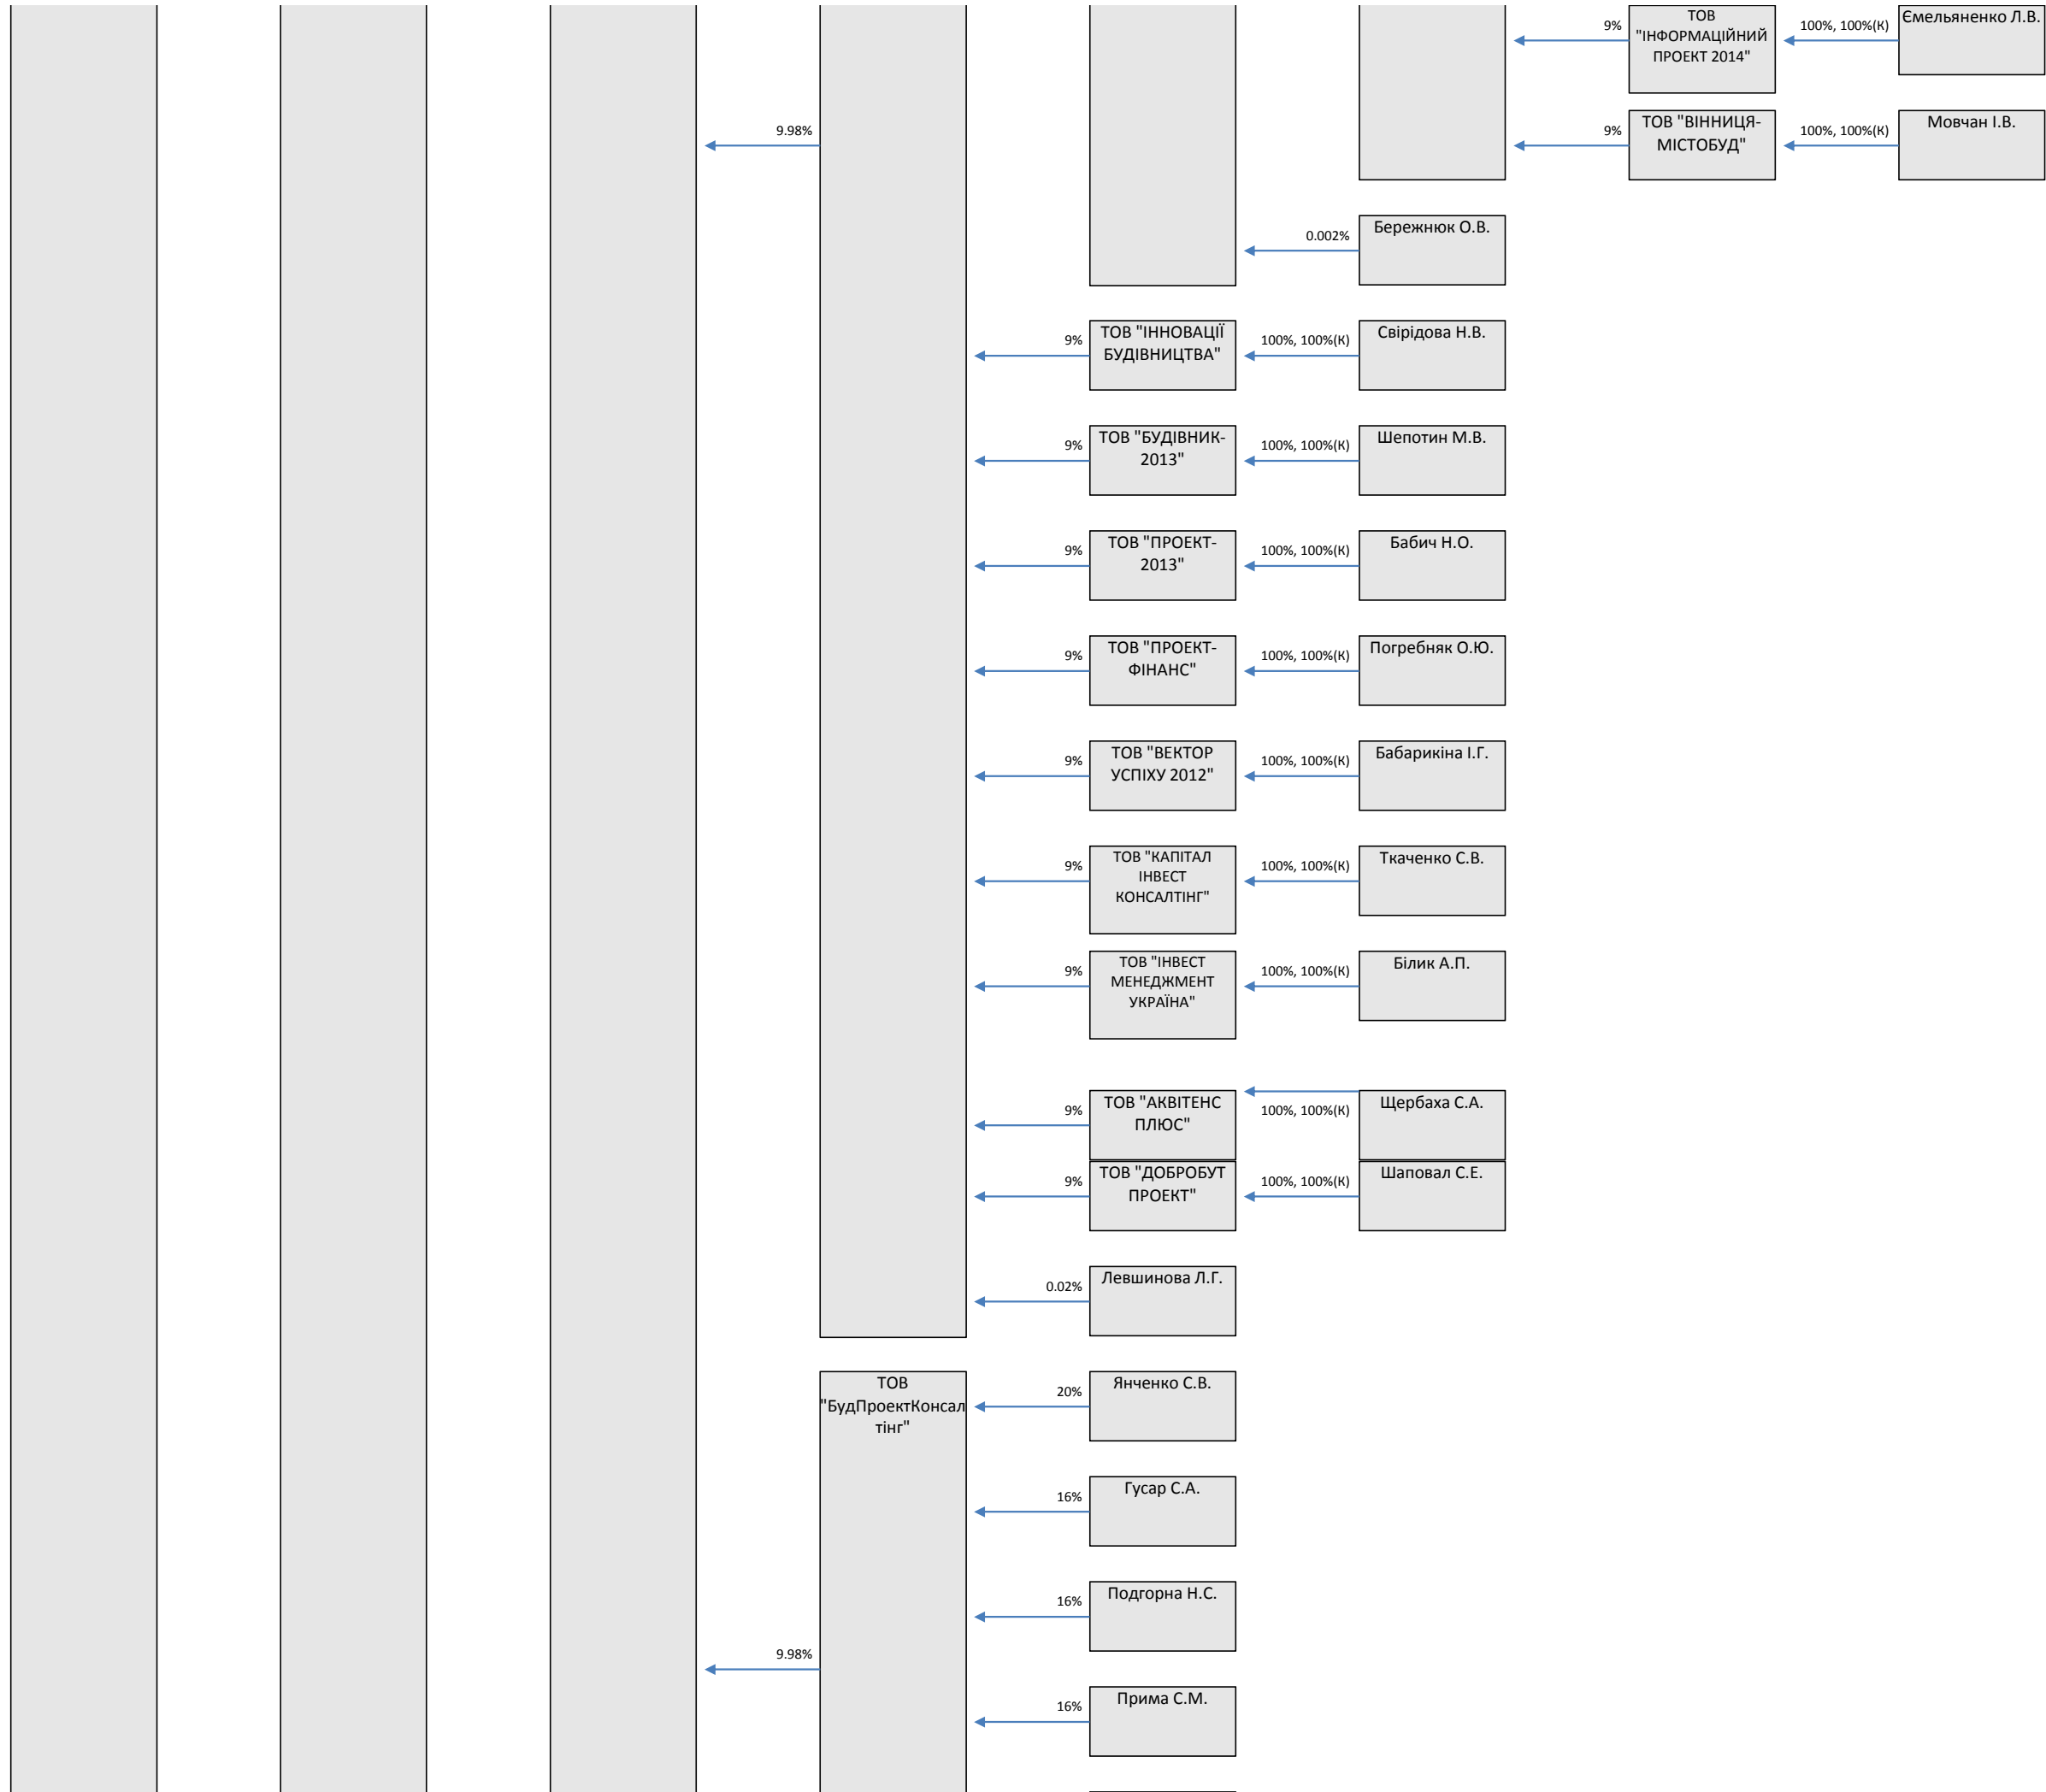 9%
ТОВ
"ІНФОРМАЦІЙНИЙ
ПРОЕКТ 2014"
100%, 100%(К)
Ємельяненко Л.В.
9.98%
9%
ТОВ "ВІННИЦЯ-
МІСТОБУД"
100%, 100%(К)
Мовчан І.В.
0.002%
Бережнюк О.В.
9%
ТОВ "ІННОВАЦІЇ
БУДІВНИЦТВА"
100%, 100%(К)
Свірідова Н.В.
9%
ТОВ "БУДІВНИК-
2013"
100%, 100%(К)
Шепотин М.В.
9%
ТОВ "ПРОЕКТ-
2013"
100%, 100%(К)
Бабич Н.О.
9%
ТОВ "ПРОЕКТ-
ФІНАНС"
100%, 100%(К)
Погребняк О.Ю.
9%
ТОВ "ВЕКТОР
УСПІХУ 2012"
100%, 100%(К)
Бабарикіна І.Г.
9%
ТОВ "КАПІТАЛ
ІНВЕСТ
КОНСАЛТІНГ"
100%, 100%(К)
Ткаченко С.В.
9%
ТОВ "ІНВЕСТ
МЕНЕДЖМЕНТ
УКРАЇНА"
100%, 100%(К)
Білик А.П.
9%
ТОВ "АКВІТЕНС
ПЛЮС"
100%, 100%(К)
Щербаха С.А.
9%
ТОВ "ДОБРОБУТ
ПРОЕКТ"
100%, 100%(К)
Шаповал С.Е.
0.02%
Левшинова Л.Г.
ТОВ
"БудПроектКонсал
тінг"
20%
Янченко С.В.
16%
Гусар С.А.
16%
Подгорна Н.С.
9.98%
16%
Прима С.М.